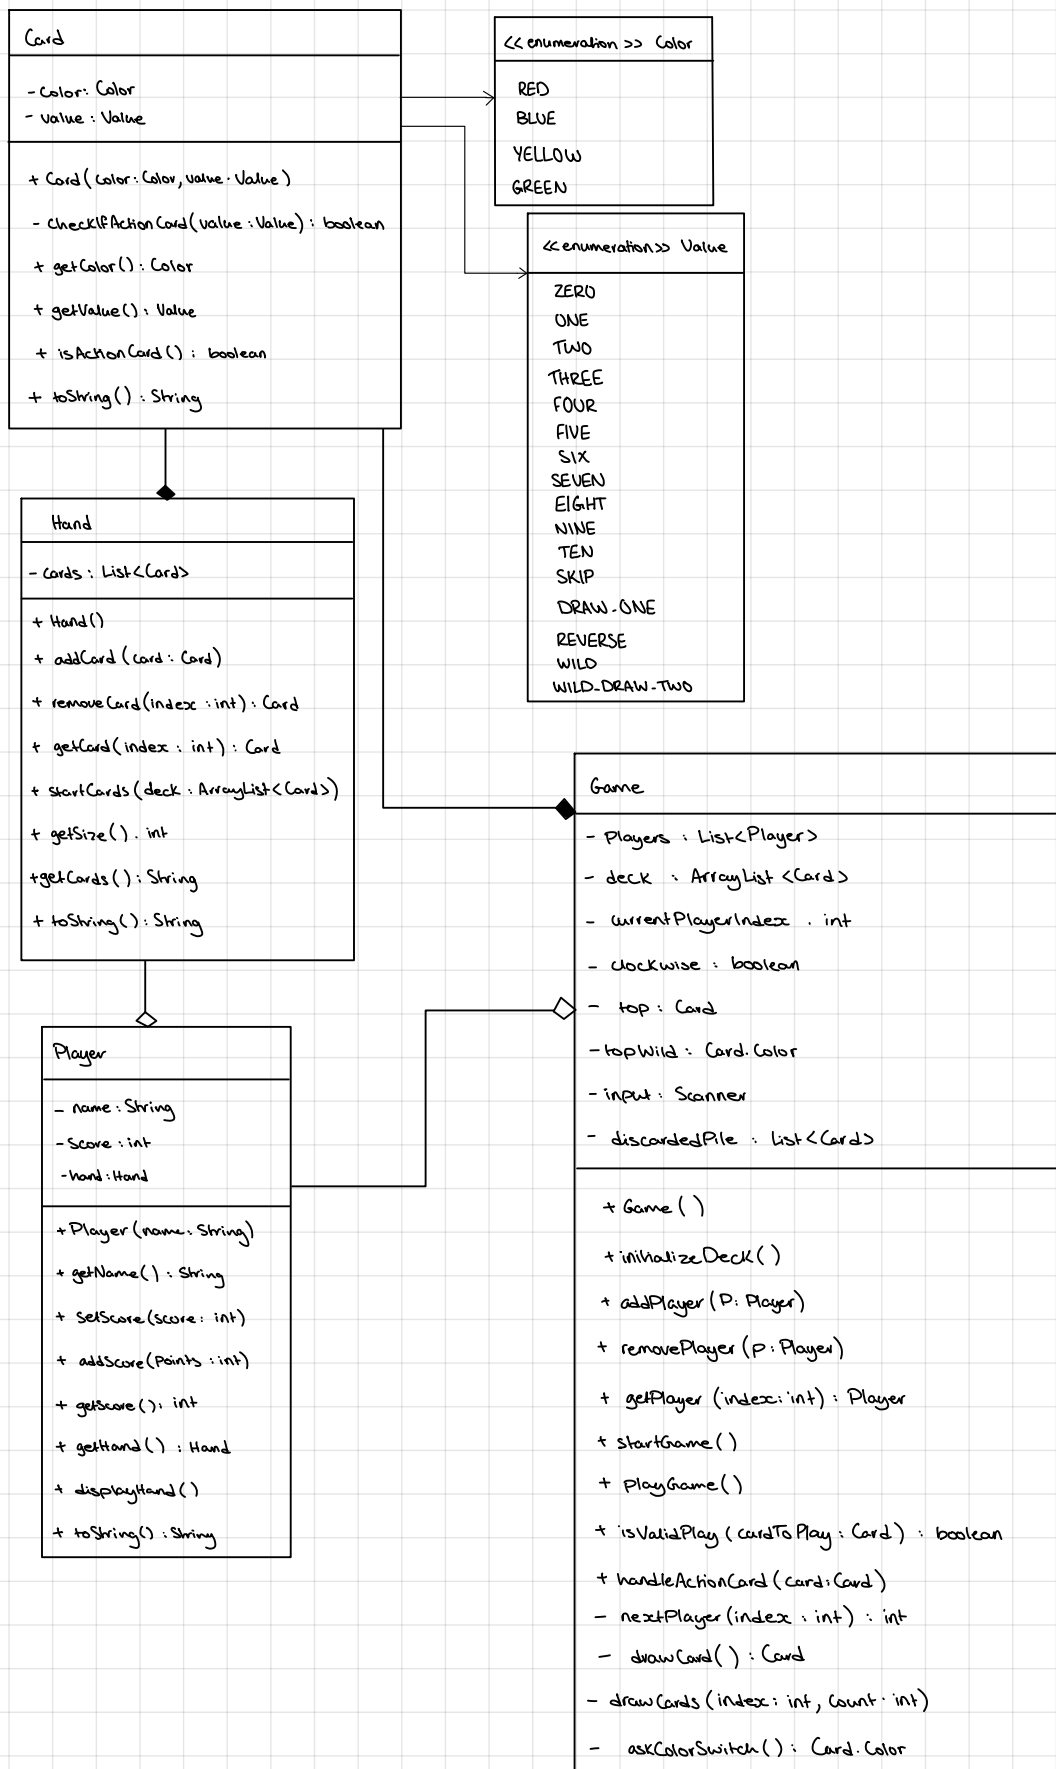 Card
- color: Color
- value : Value
+ Card(color: Color, value: Value)
- checkIfActionCard(value: Value) : boolean
+ getColor() : Color
+ getValue() : Value
+ isActionCard() : boolean
+ toString() : String
<<enumeration>> Color
RED
BLUE
YELLOW
GREEN
<<enumeration>> Value
ZERO
ONE
TWO
THREE
FOUR
FIVE
SIX
SEVEN
EIGHT
NINE
TEN
SKIP
DRAW_ONE
REVERSE
WILD
WILD_DRAW_TWO
Hand
- cards : List<Card>
+ Hand()
+ addCard(card: Card)
+ removeCard(index : int) : Card
+ getCard(index : int) : Card
+ startCards(deck : ArrayList<Card>)
+ getSize() . int
+getCards() : String
+ toString() : String
Player
- name : String
- Score : int
- hand : Hand
+ Player(name: String)
+ getName() : String
+ setScore(score: int)
+ addScore(points : int)
+ getScore(): int
+ getHand() : Hand
+ displayHand()
+ toString() : String
Game
- Players : List<Player>
- deck : ArrayList<Card>
- currentPlayerIndex . int
- clockwise : boolean
- top : Card
- topWild : Card.Color
- input : Scanner
- discardedPile : List<Card>
+ Game()
+ initializeDeck()
+ addPlayer(P: Player)
+ removePlayer(p: Player)
+ getPlayer(index: int) : Player
+ startGame()
+ playGame()
+ isValidPlay(cardToPlay : Card) : boolean
+ handleActionCard(card: Card)
- nextPlayer(index : int) : int
- drawCard() : Card
- drawCards(index: int, count. int)
- askColorSwitch() : Card.Color